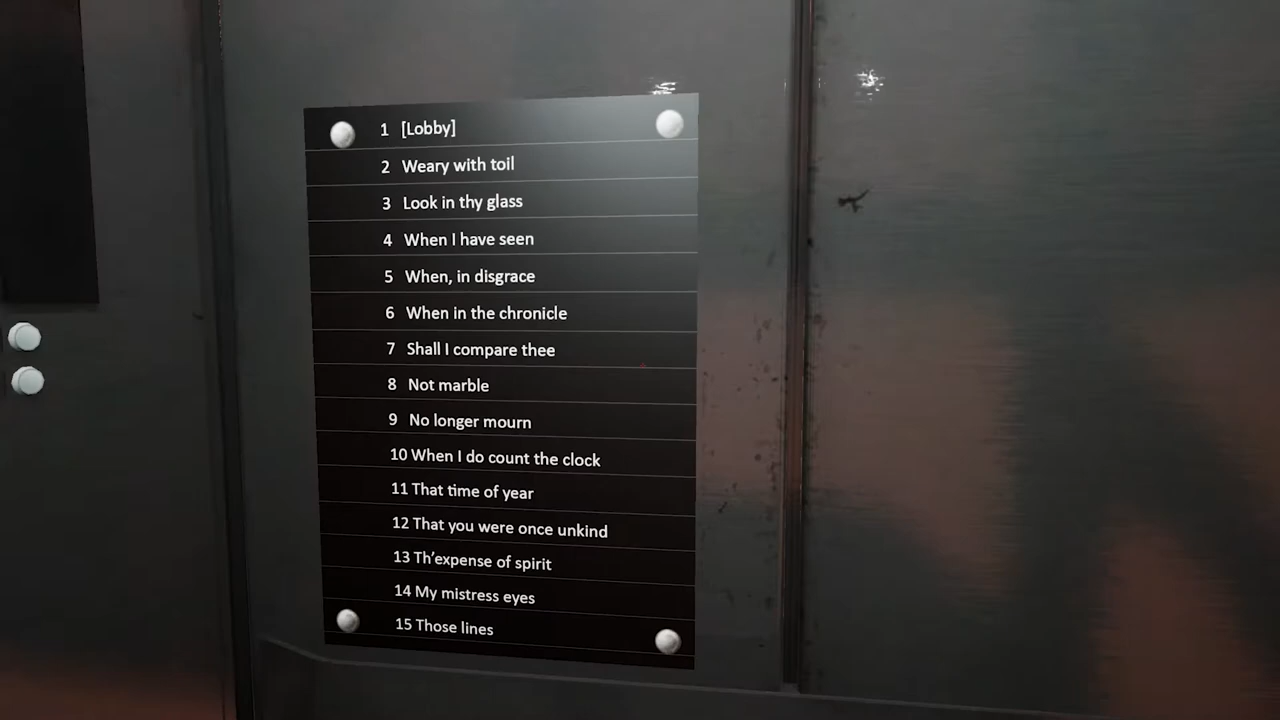 1 [Lobby]
2 Weary with toil
3 Look in thy glass
4 When I have seen
5 When, in disgrace
6 When in the chronicle
7 Shall I compare thee
8 Not marble
9 No longer mourn
10 When I do count the clock
11 That time of year
12 That you were once unkind
13 Th'expense of spirit
14 My mistress eyes
15 Those lines